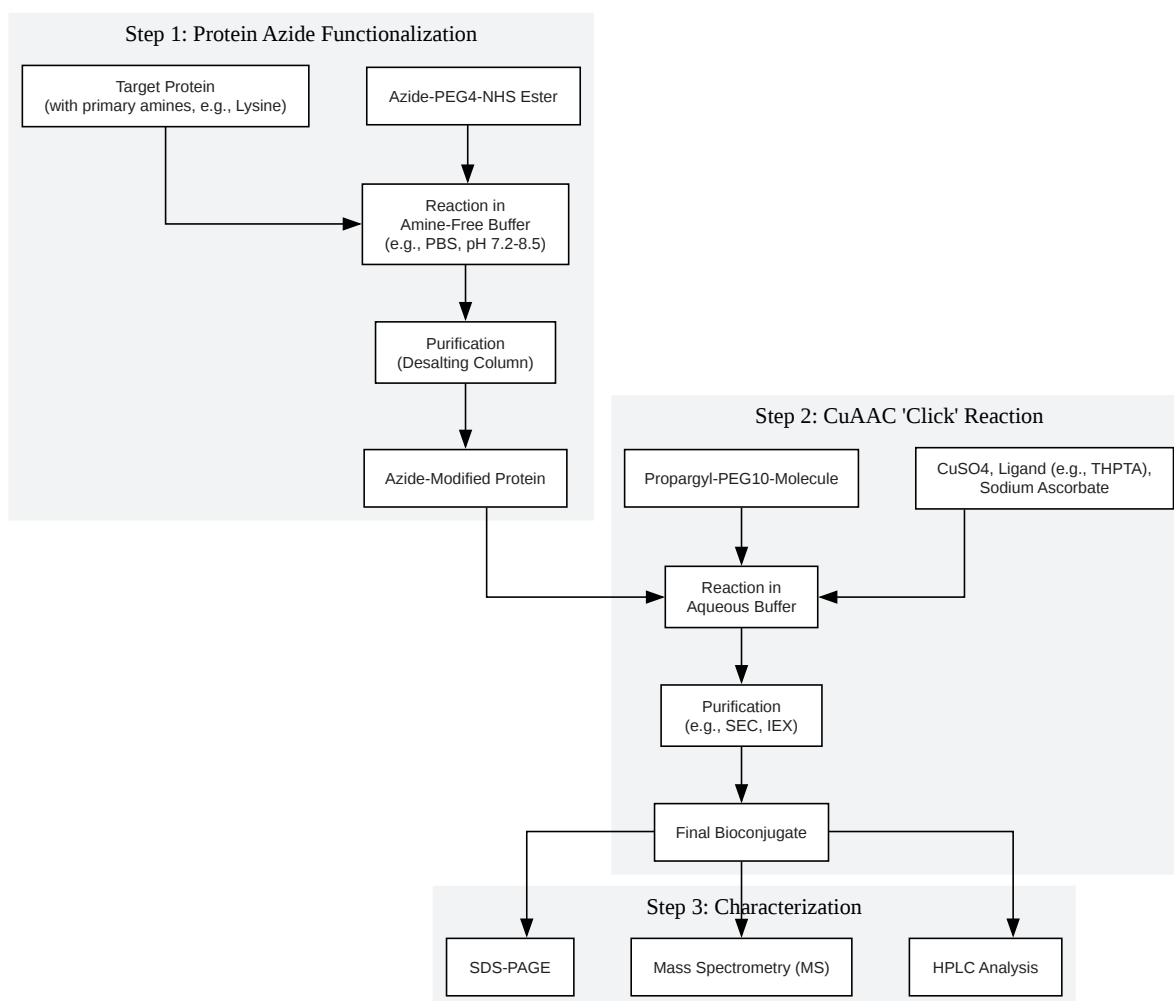 Step 1: Protein Azide Functionalization
Target Protein
(with primary amines, e.g., Lysine)
Azide-PEG4-NHS Ester
Reaction in
Amine-Free Buffer
(e.g., PBS, pH 7.2-8.5)
Purification
(Desalting Column)
Azide-Modified Protein
Step 2: CuAAC 'Click' Reaction
Propargyl-PEG10-Molecule
CuSO4, Ligand (e.g., THPTA),
Sodium Ascorbate
Reaction in
Aqueous Buffer
Purification
(e.g., SEC, IEX)
Final Bioconjugate
Step 3: Characterization
SDS-PAGE
Mass Spectrometry (MS)
HPLC Analysis